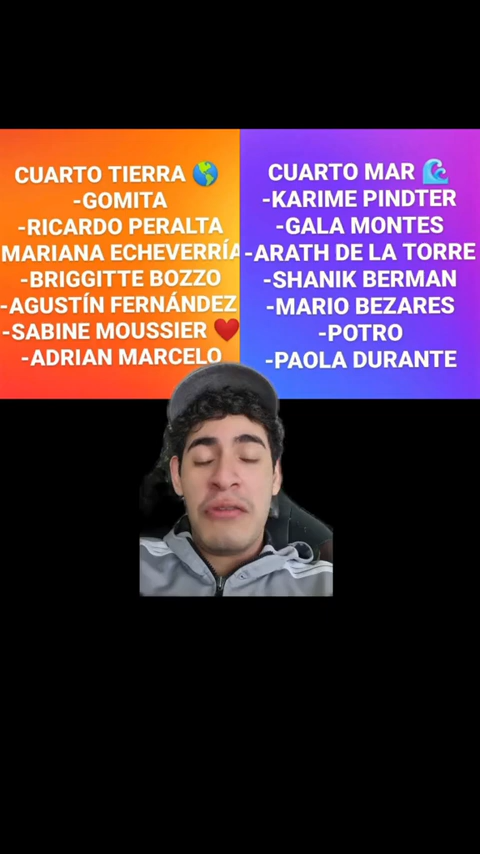 CUARTO TIERRA 🌎
-GOMITA
-RICARDO PERALTA
MARIANA ECHEVERRÍA
-BRIGGITTE BOZZO
-AGUSTÍN FERNÁNDEZ
-SABINE MOUSSIER ❤️
-ADRIAN MARCELO
CUARTO MAR 🌊
-KARIME PINDTER
-GALA MONTES
-ARATH DE LA TORRE
-SHANIK BERMAN
-MARIO BEZARES
-POTRO
-PAOLA DURANTE